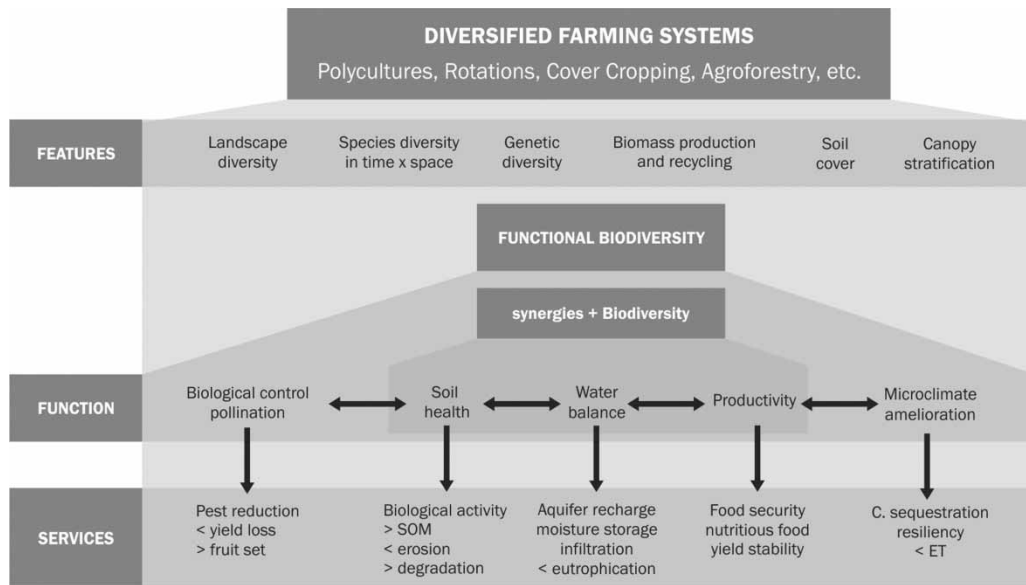 DIVERSIFIED FARMING SYSTEMS
Polycultures, Rotations, Cover Cropping, Agroforestry, etc.
FEATURES
Landscape
diversity
Species diversity
in time x space
Genetic
diversity
Biomass production
and recycling
Soil
cover
Canopy
stratification
FUNCTIONAL BIODIVERSITY
synergies + Biodiversity
FUNCTION
Biological control
pollination
Soil
health
Water
balance
Productivity
Microclimate
amelioration
SERVICES
Pest reduction
< yield loss
> fruit set
Biological activity
> SOM
< erosion
> degradation
Aquifer recharge
moisture storage
infiltration
< eutrophication
Food security
nutritious food
yield stability
C. sequestration
resiliency
< ET